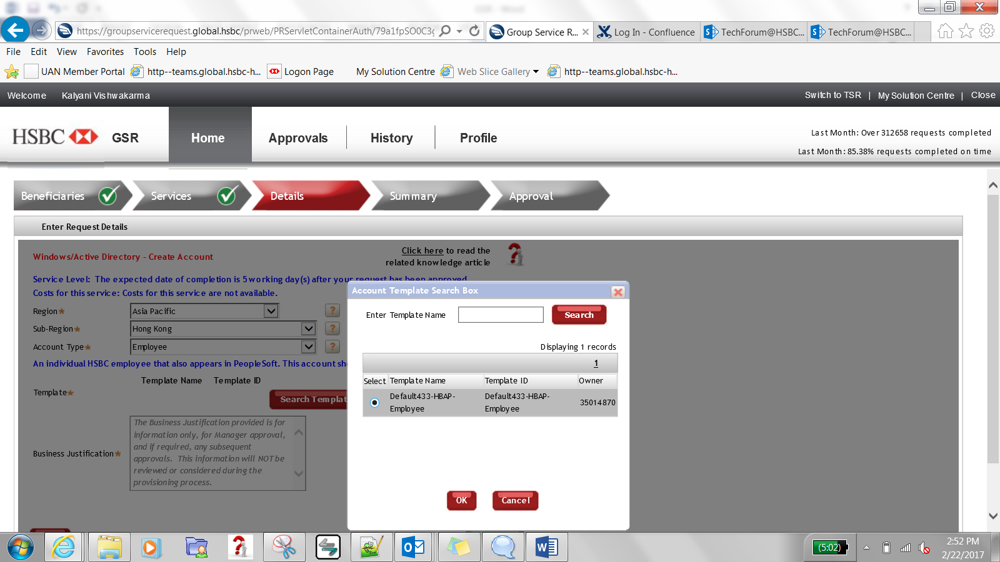 GSR - Word
https://groupservicerequest.global.hsbc/prweb/PRServletContainerAuth/79a1fpSO0C3g
Group Service R...
Log In - Confluence
TechForum@HSBC...
TechForum@HSBC...
File Edit View Favorites Tools Help
UAN Member Portal
http--teams.global.hsbc-h...
Logon Page
My Solution Centre
Web Slice Gallery
http--teams.global.hsbc-h...
Welcome Kalyani Vishwakarma
Switch to TSR | My Solution Centre | Close
HSBC GSR Home Approvals History Profile
Last Month: Over 312658 requests completed
Last Month: 85.38% requests completed on time
Beneficiaries Services Details Summary Approval
Enter Request Details
Windows/Active Directory - Create Account
Click here to read the
related knowledge article
Service Level: The expected date of completion is 5 working day(s) after your request has been approved
Costs for this service: Costs for this service are not available.
Region* Asia Pacific ?
Sub-Region* Hong Kong ?
Account Type* Employee ?
An individual HSBC employee that also appears in PeopleSoft. This account sh
Template Name Template ID
Template*
Search Templat
Business Justification*
The Business Justification provided is for
information only, for Manager approval,
and if required, any subsequent
approvals. This information will NOT be
reviewed or considered during the
provisioning process.
Account Template Search Box
Enter Template Name Search
Displaying 1 records
1
Select Template Name Template ID Owner
Default433-HBAP-
Employee
Default433-HBAP-
Employee
35014870
OK Cancel
(5:02)
2:52 PM
2/22/2017